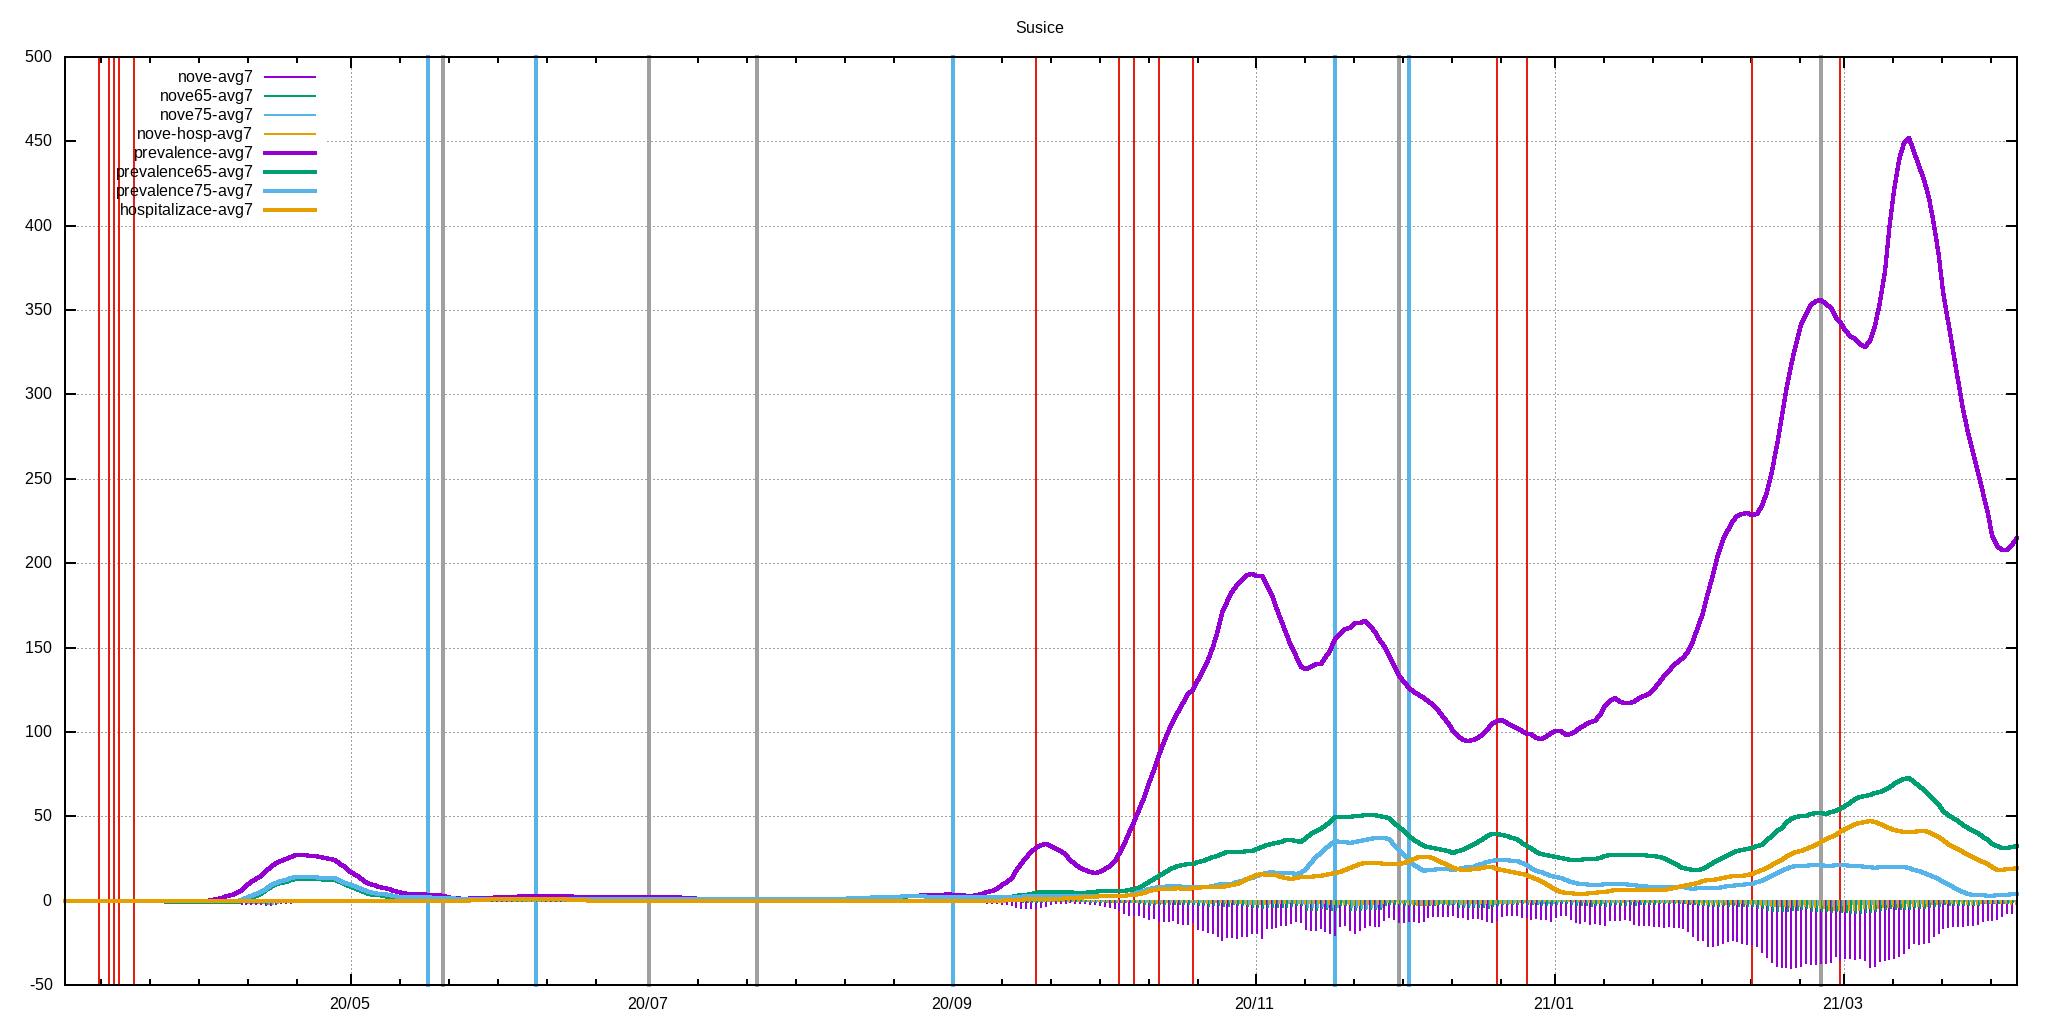 Susice
500
450
400
350
300
250
200
150
100
50
0
-50
nove-avg7
nove65-avg7
nove75-avg7
nove-hosp-avg7
prevalence-avg7
prevalence65-avg7
prevalence75-avg7
hospitalizace-avg7
20/05 20/07 20/09 20/11 21/01 21/03